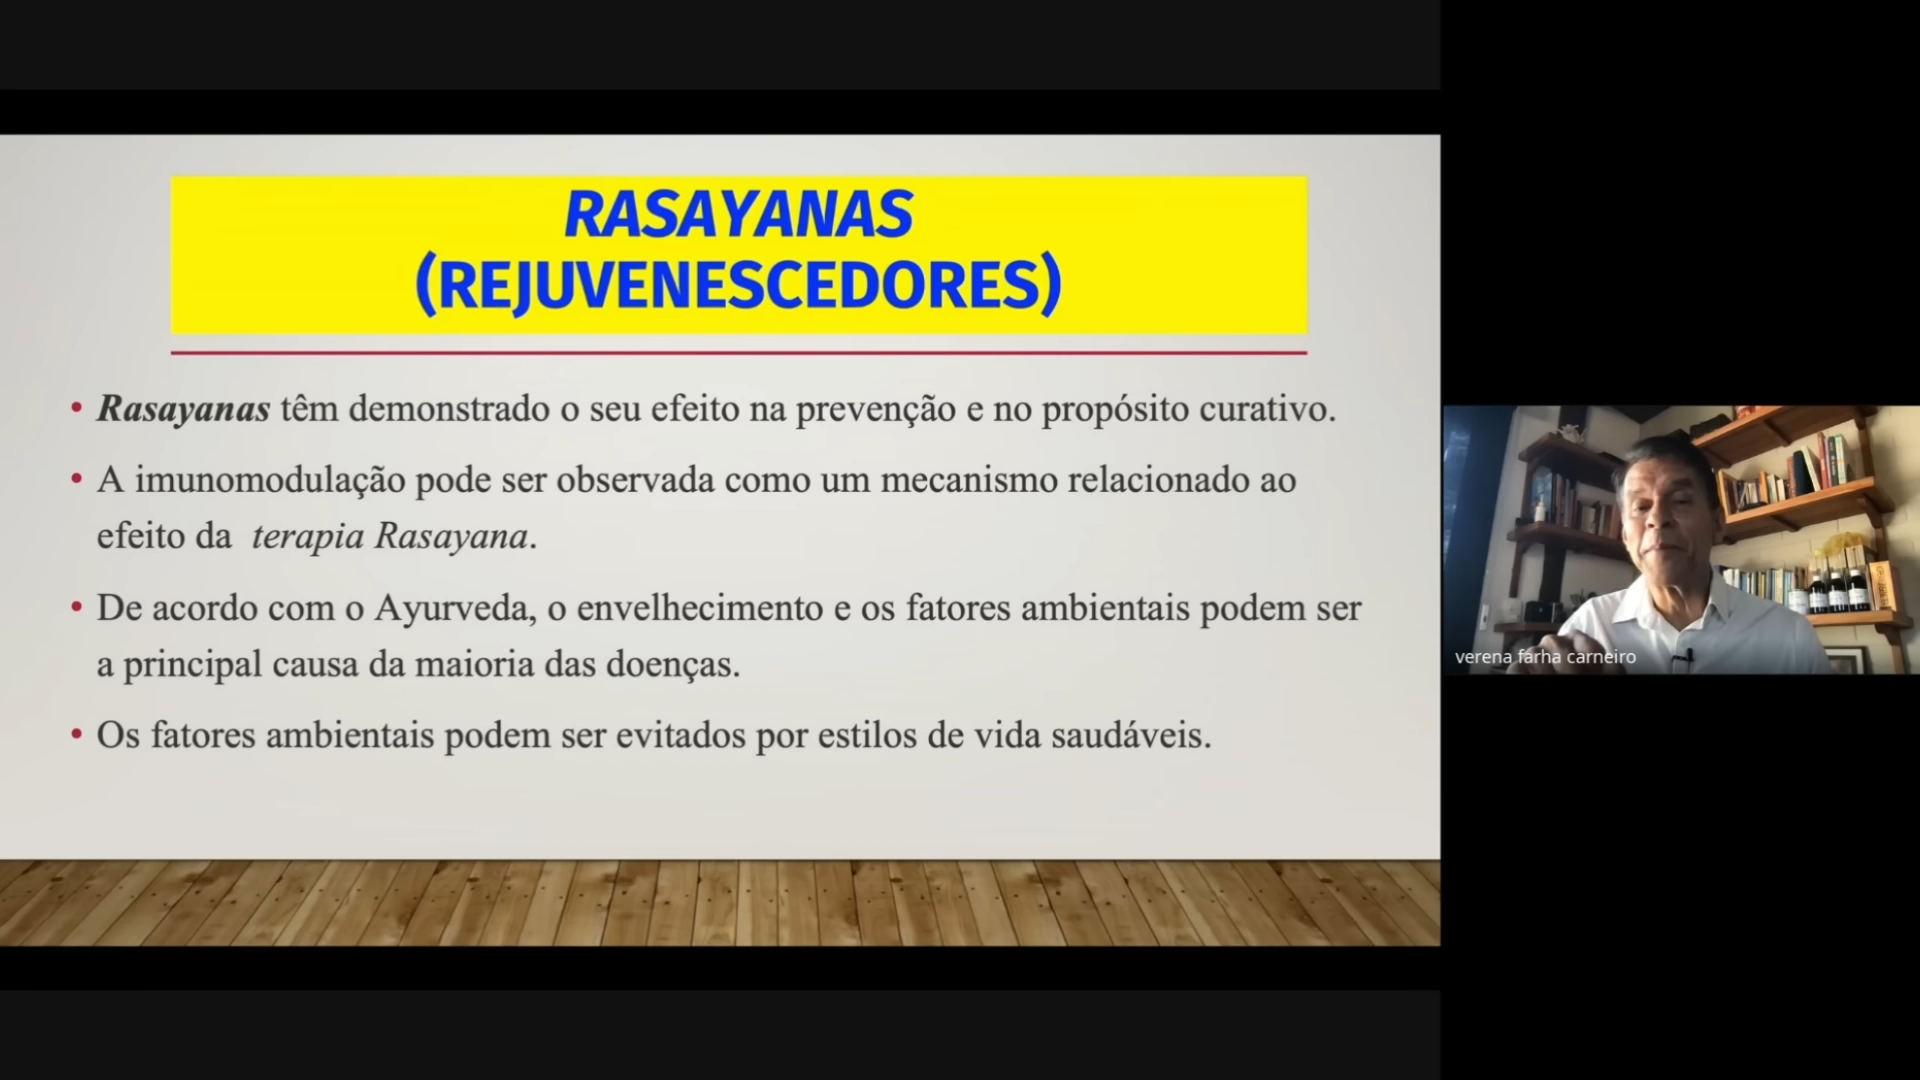 RASAYANAS
(REJUVENESCEDORES)
• Rasayanas têm demonstrado o seu efeito na prevenção e no propósito curativo.
• A imunomodulação pode ser observada como um mecanismo relacionado ao
efeito da terapia Rasayana.
• De acordo com o Ayurveda, o envelhecimento e os fatores ambientais podem ser
a principal causa da maioria das doenças.
• Os fatores ambientais podem ser evitados por estilos de vida saudáveis.
verena farha carneiro